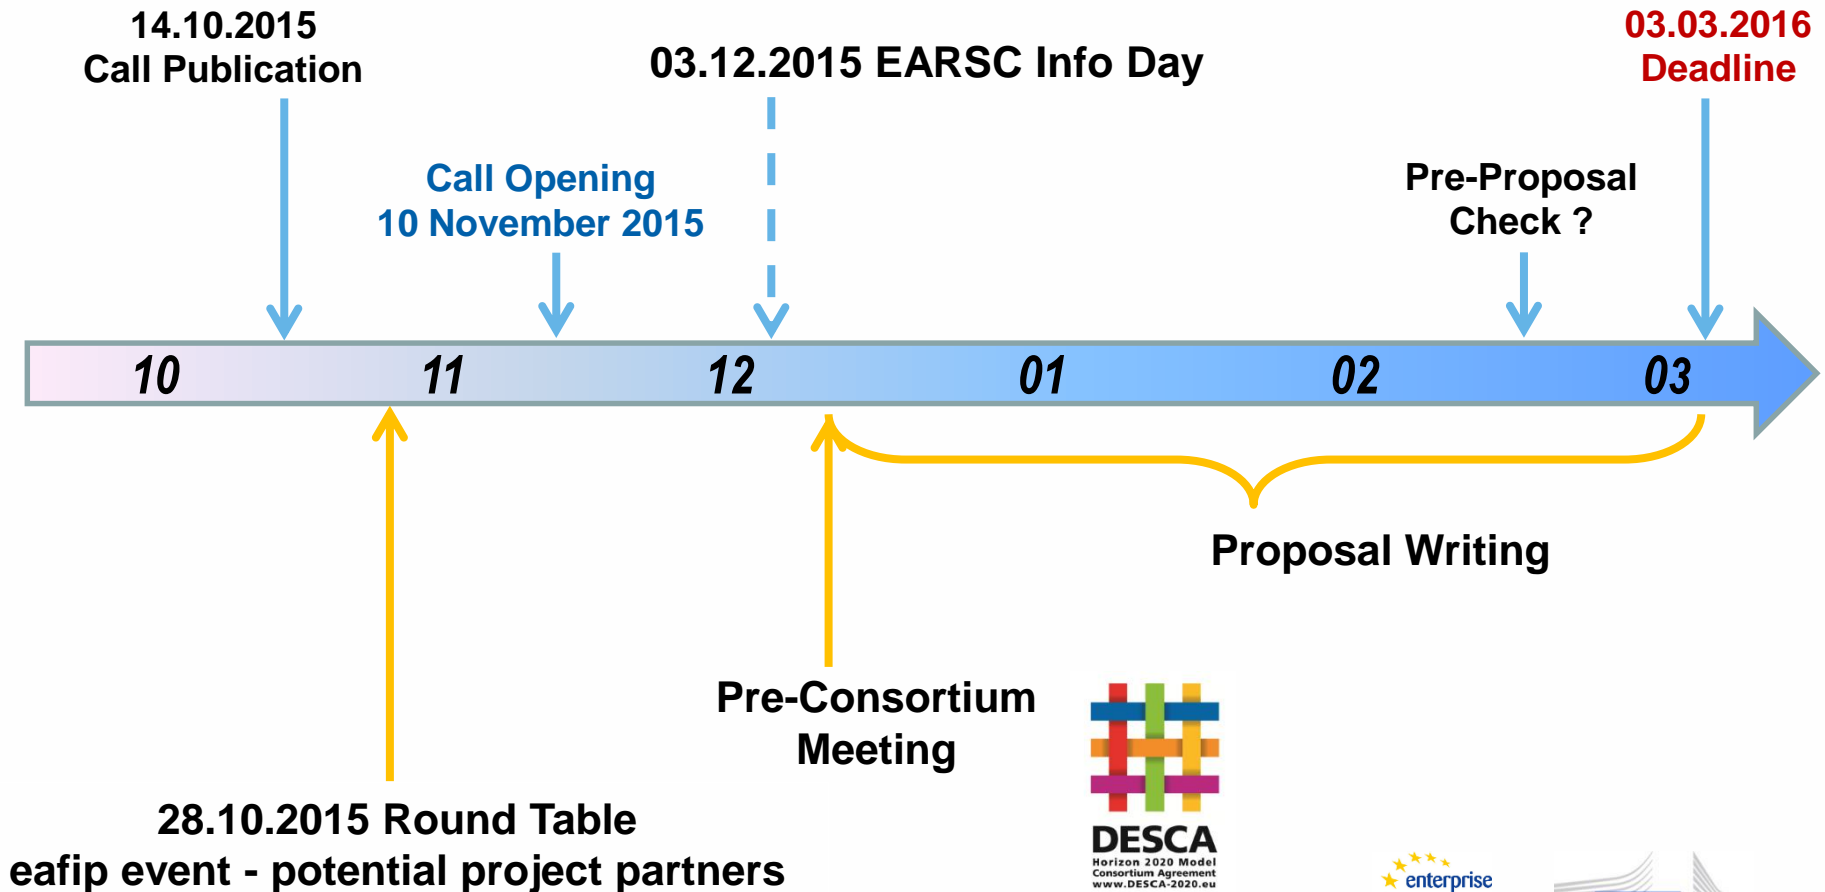 14.10.2015
Call Publication
03.12.2015 EARSC Info Day
03.03.2016
Deadline
Call Opening
10 November 2015
Pre-Proposal
Check ?
10
11
12
01
02
03
Proposal Writing
Pre-Consortium
Meeting
28.10.2015 Round Table
eafip event - potential project partners
DESCA
Horizon 2020 Model
Consortium Agreement
www.DESCA-2020.eu
enterprise